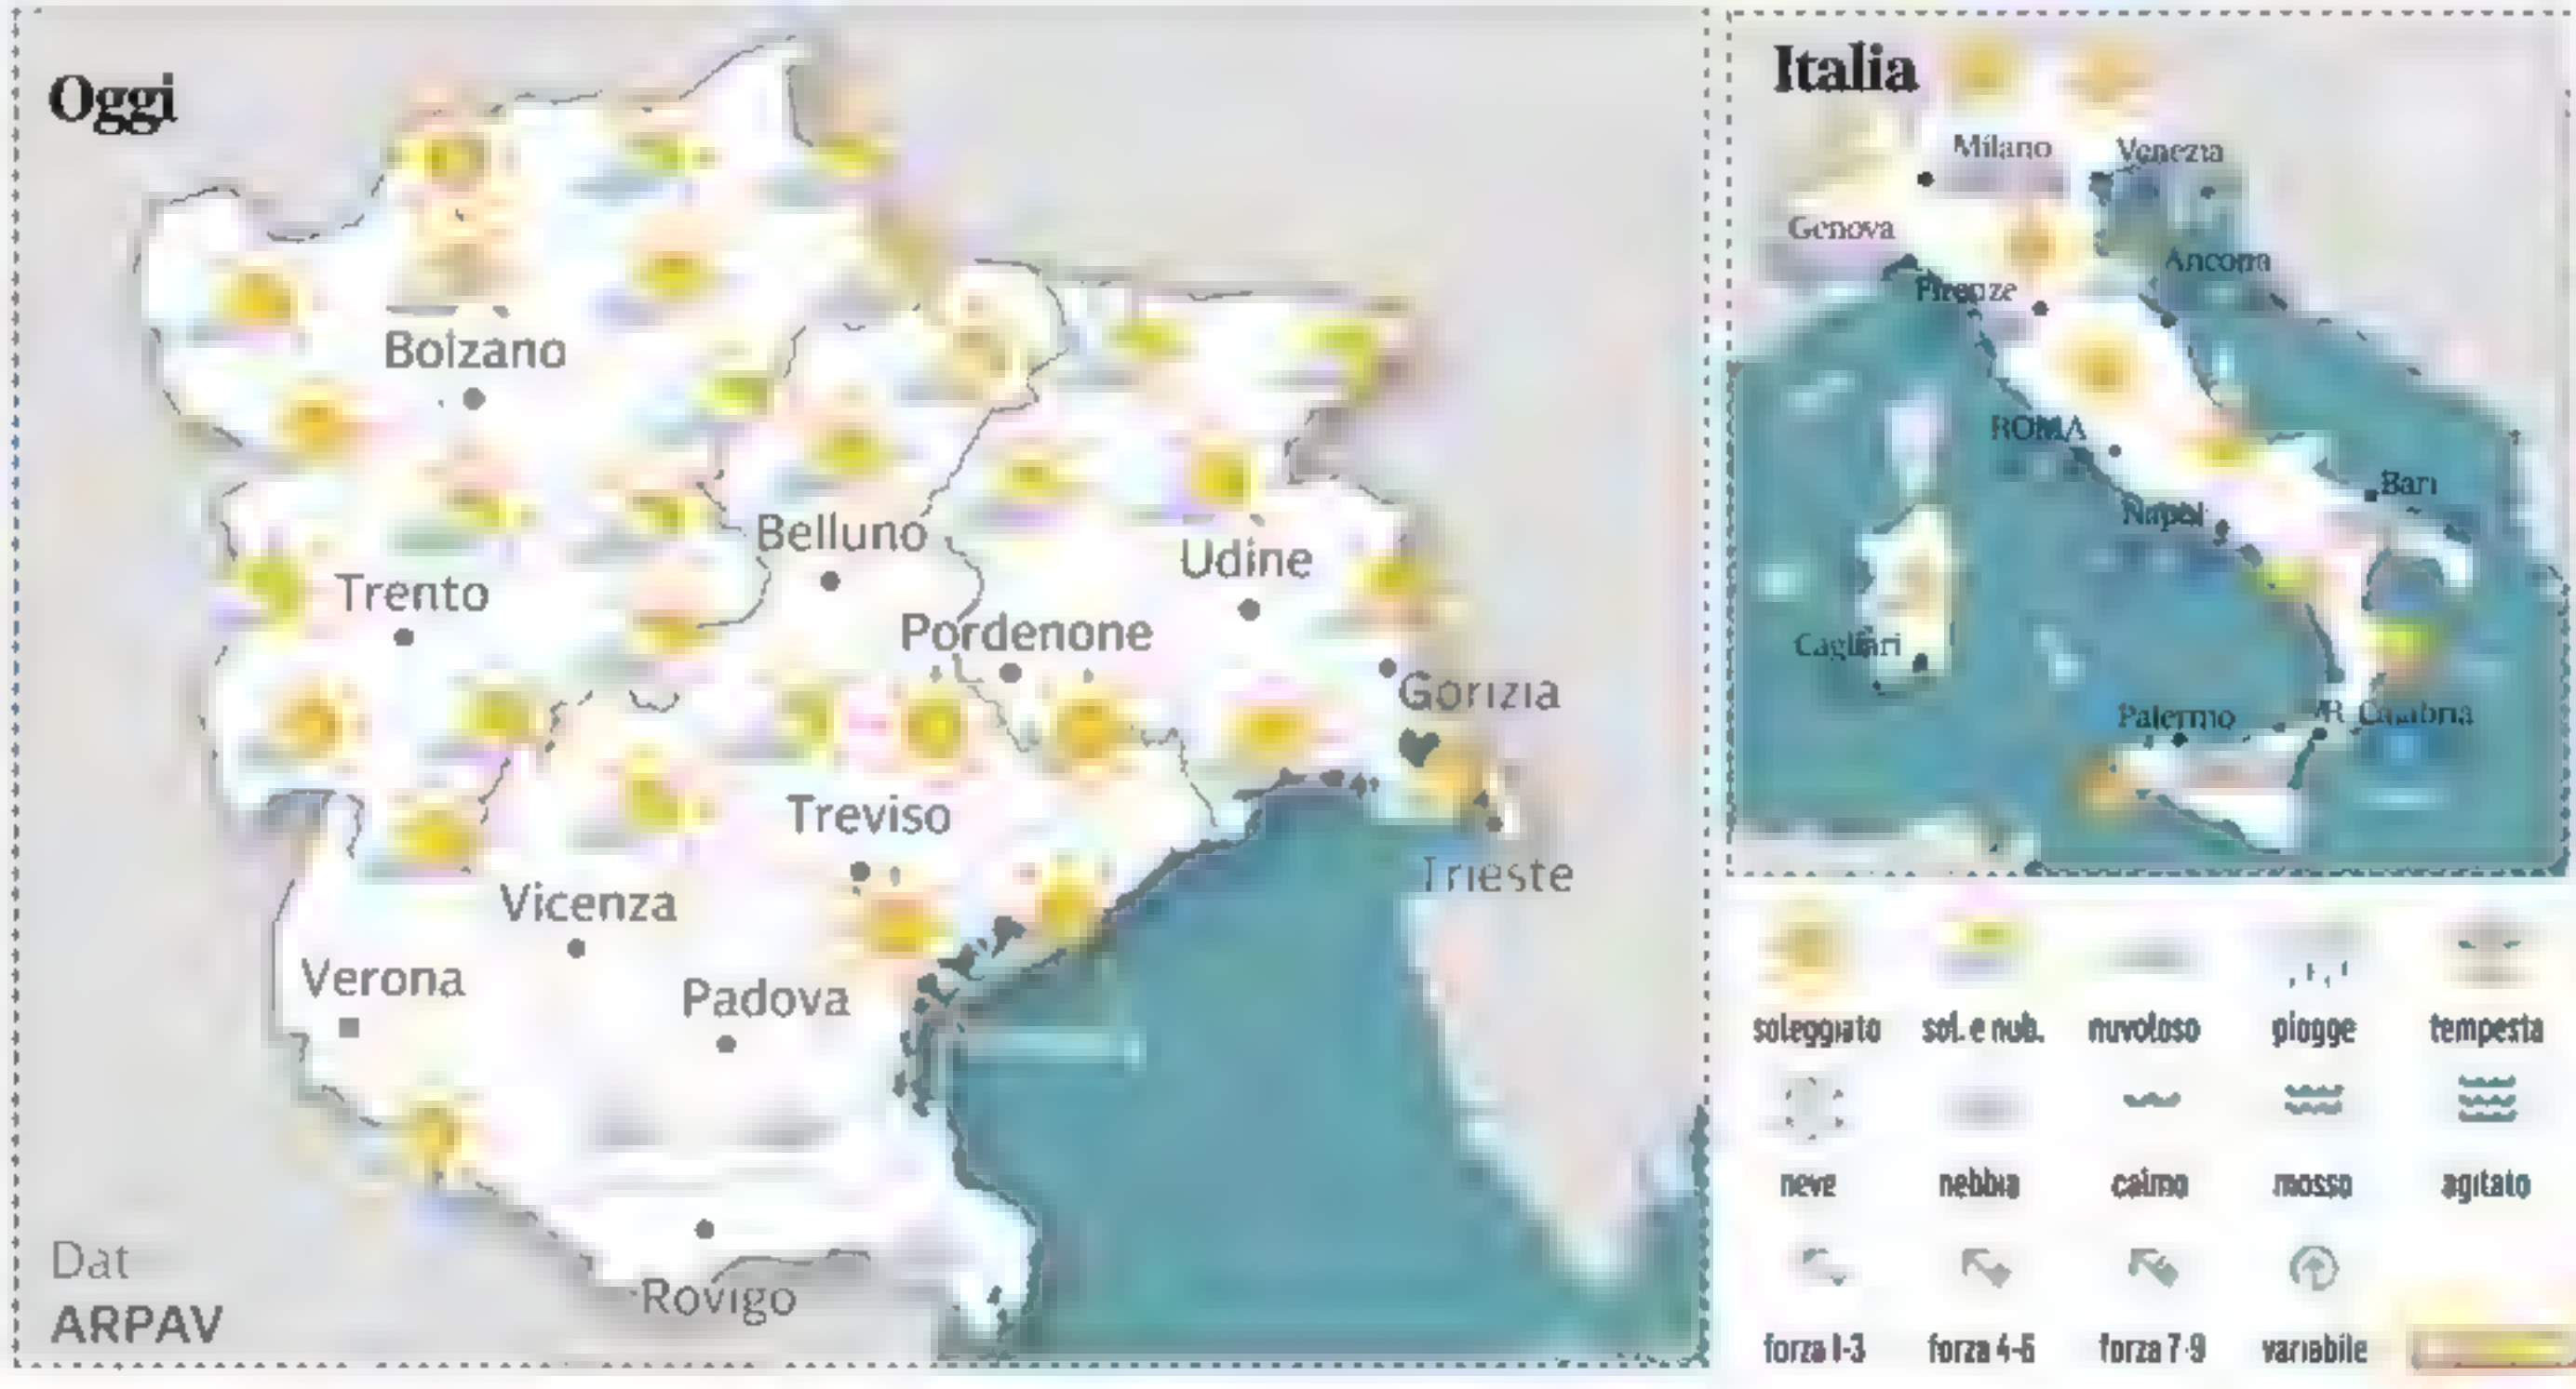 Oggi
Bolzano
Trento
Belluno
Udine
Pordenone
Gorizia
Treviso
Trieste
Vicenza
Verona
Padova
Rovigo
Dat
ARPAV
Italia
Milano
Venezia
Genova
Ancona
Firenze
ROMA
Bari
Napoli
Cagliari
Palermo
R. Calabria
soleggiato sol. e nub. nuvoloso piogge tempesta
neve nebbia calmo mosso agitato
forza 1-3 forza 4-6 forza 7-9 variabile